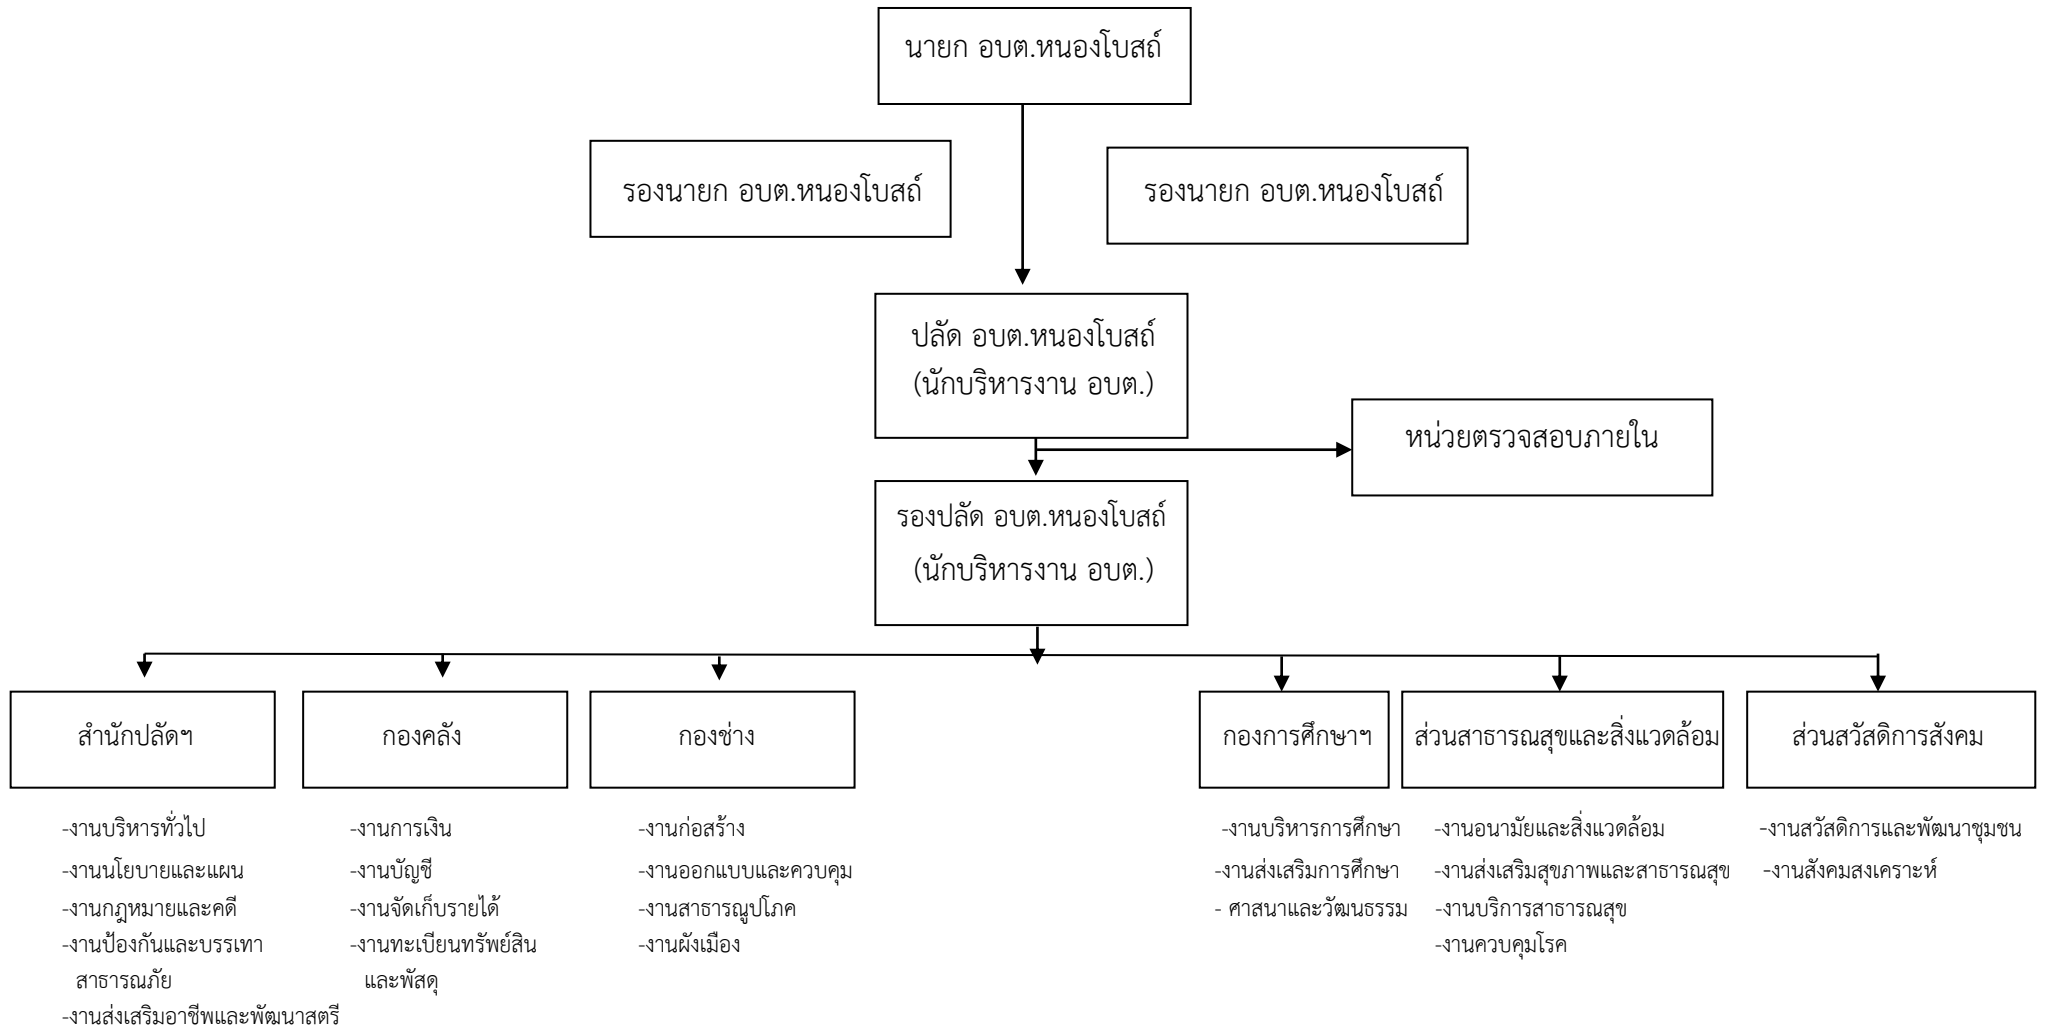 นายก อบต.หนองโบสถ์
รองนายก อบต.หนองโบสถ์
รองนายก อบต.หนองโบสถ์
ปลัด อบต.หนองโบสถ์
(นักบริหารงาน อบต.)
หน่วยตรวจสอบภายใน
รองปลัด อบต.หนองโบสถ์
(นักบริหารงาน อบต.)
สำนักปลัดฯ
-งานบริหารทั่วไป
-งานนโยบายและแผน
-งานกฎหมายและคดี
-งานป้องกันและบรรเทา
สาธารณภัย
-งานส่งเสริมอาชีพและพัฒนาสตรี
กองคลัง
-งานการเงิน
-งานบัญชี
-งานจัดเก็บรายได้
-งานทะเบียนทรัพย์สิน
และพัสดุ
กองช่าง
-งานก่อสร้าง
-งานออกแบบและควบคุม
-งานสาธารณูปโภค
-งานผังเมือง
กองการศึกษาฯ
-งานบริหารการศึกษา
-งานส่งเสริมการศึกษา
- ศาสนาและวัฒนธรรม
ส่วนสาธารณสุขและสิ่งแวดล้อม
-งานอนามัยและสิ่งแวดล้อม
-งานส่งเสริมสุขภาพและสาธารณสุข
-งานบริการสาธารณสุข
-งานควบคุมโรค
ส่วนสวัสดิการสังคม
-งานสวัสดิการและพัฒนาชุมชน
-งานสังคมสงเคราะห์